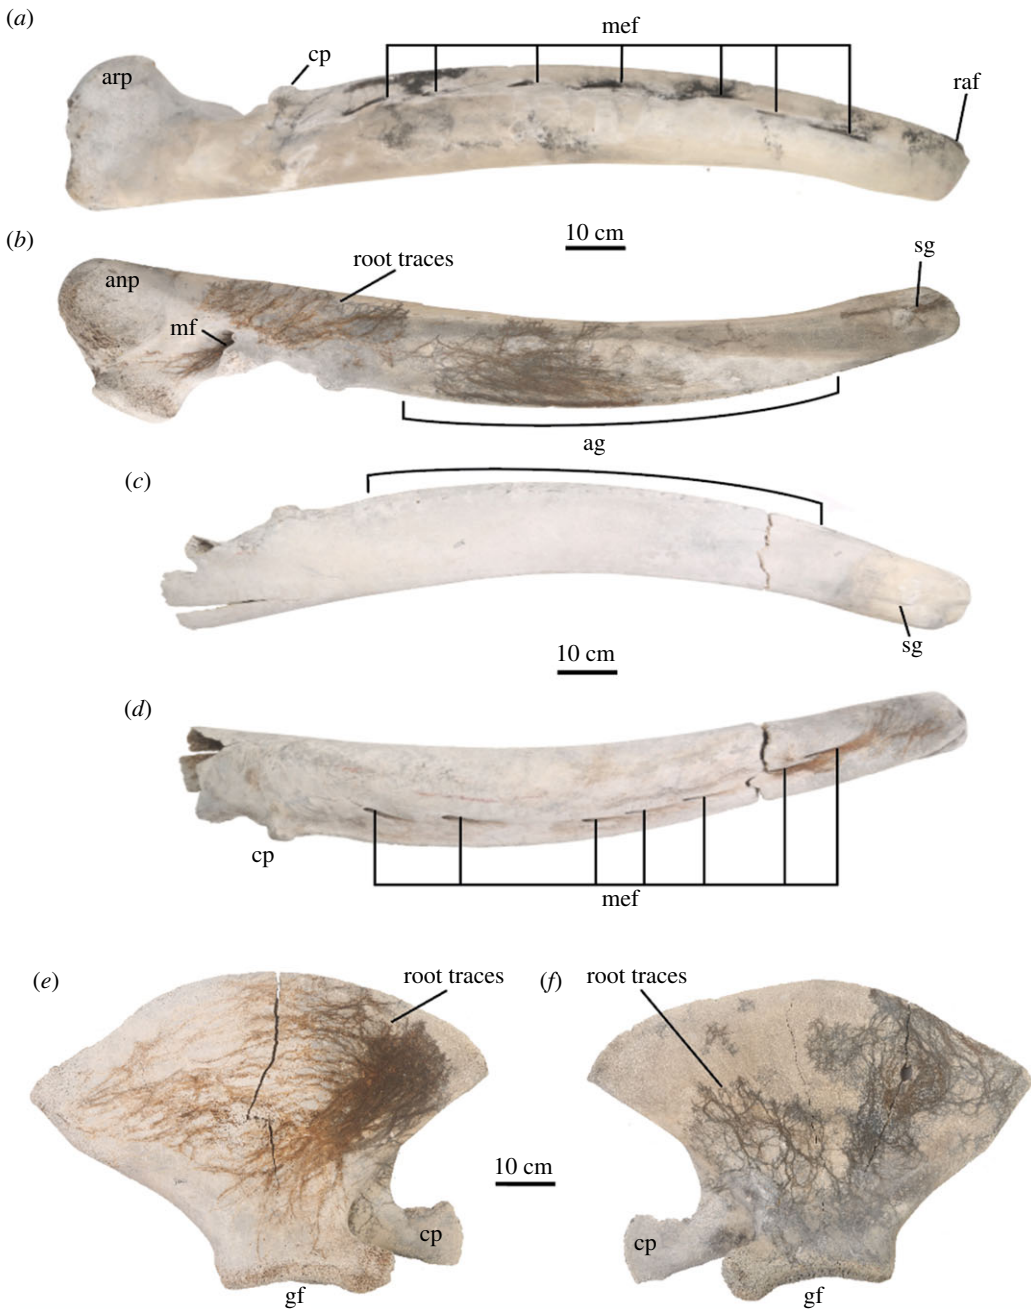 (a)
mef
cp
arp
raf
10 cm
(b)
sg
root traces
anp
mf
ag
(c)
sg
10 cm
(d)
cp
mef
(e)
root traces
(f)
root traces
10 cm
cp
cp
gf
gf